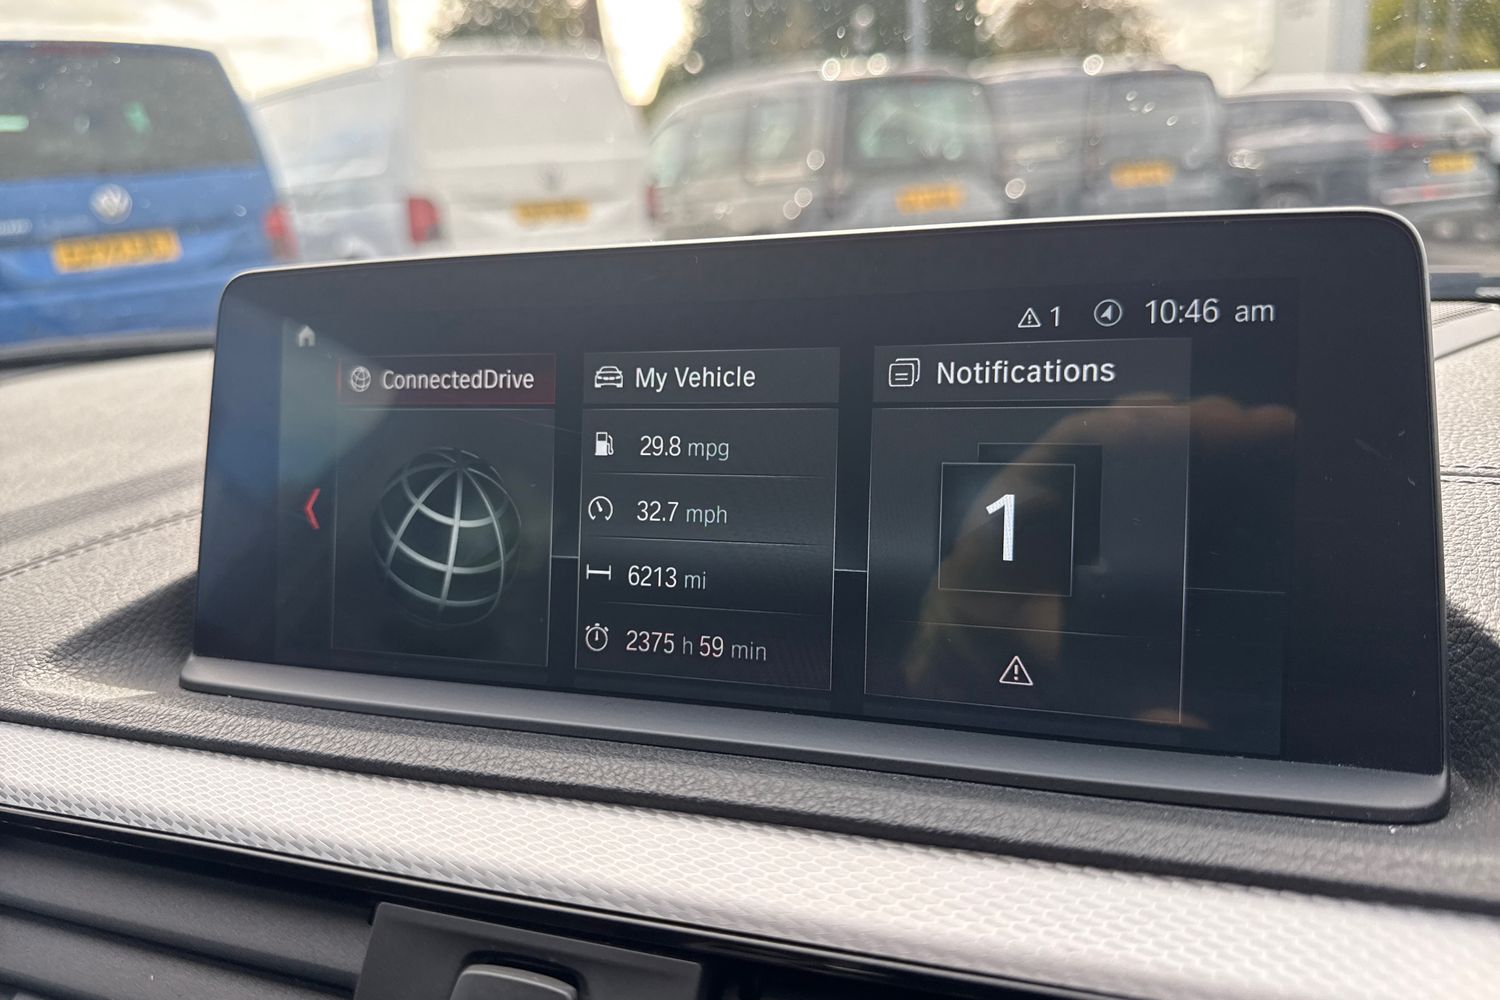 1 10:46 am
ConnectedDrive
My Vehicle
Notifications
29.8 mpg
32.7 mph
6213 mi
2375 h 59 min
1